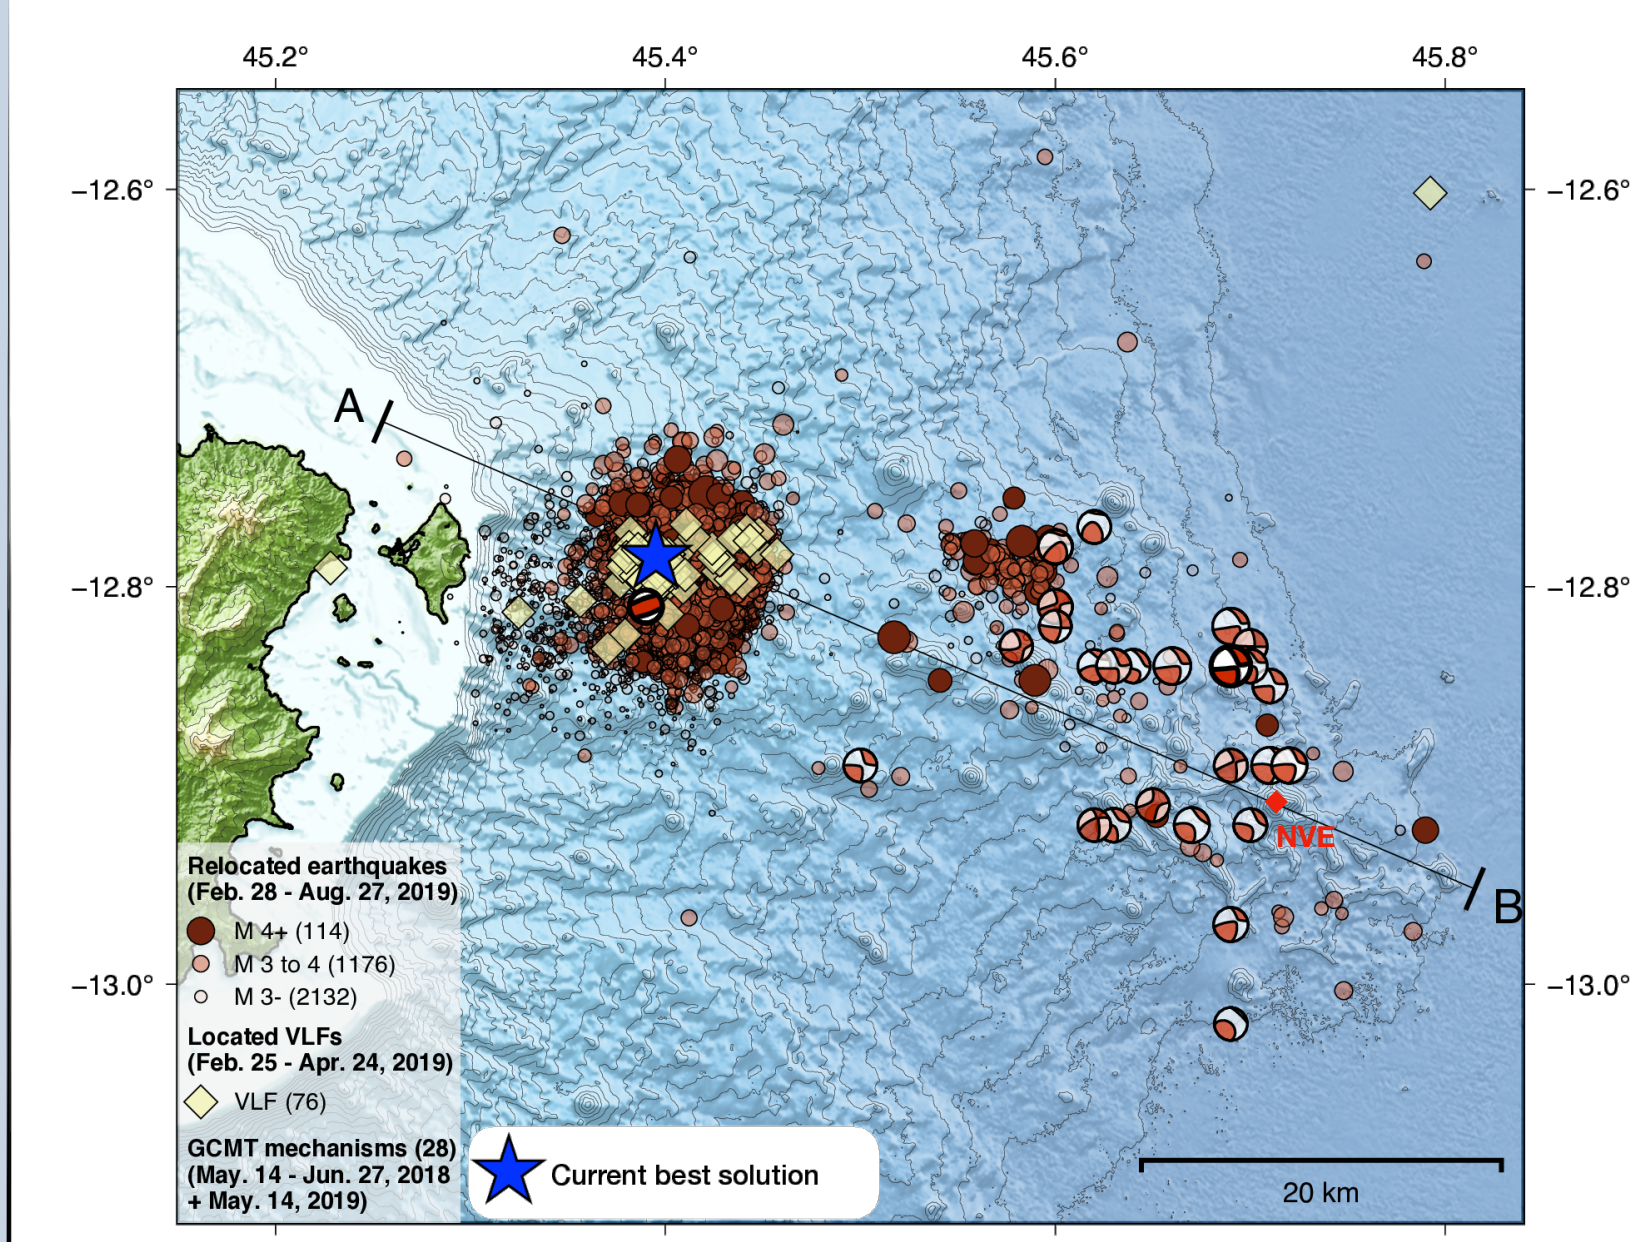 45.2°
45.4°
45.6°
45.8°
−12.6°
−12.6°
A
−12.8°
−12.8°
NVE
B
−13.0°
−13.0°
Relocated earthquakes
(Feb. 28 - Aug. 27, 2019)
M 4+ (114)
M 3 to 4 (1176)
M 3- (2132)
Located VLFs
(Feb. 25 - Apr. 24, 2019)
VLF (76)
GCMT mechanisms (28)
(May. 14 - Jun. 27, 2018
+ May. 14, 2019)
Current best solution
20 km